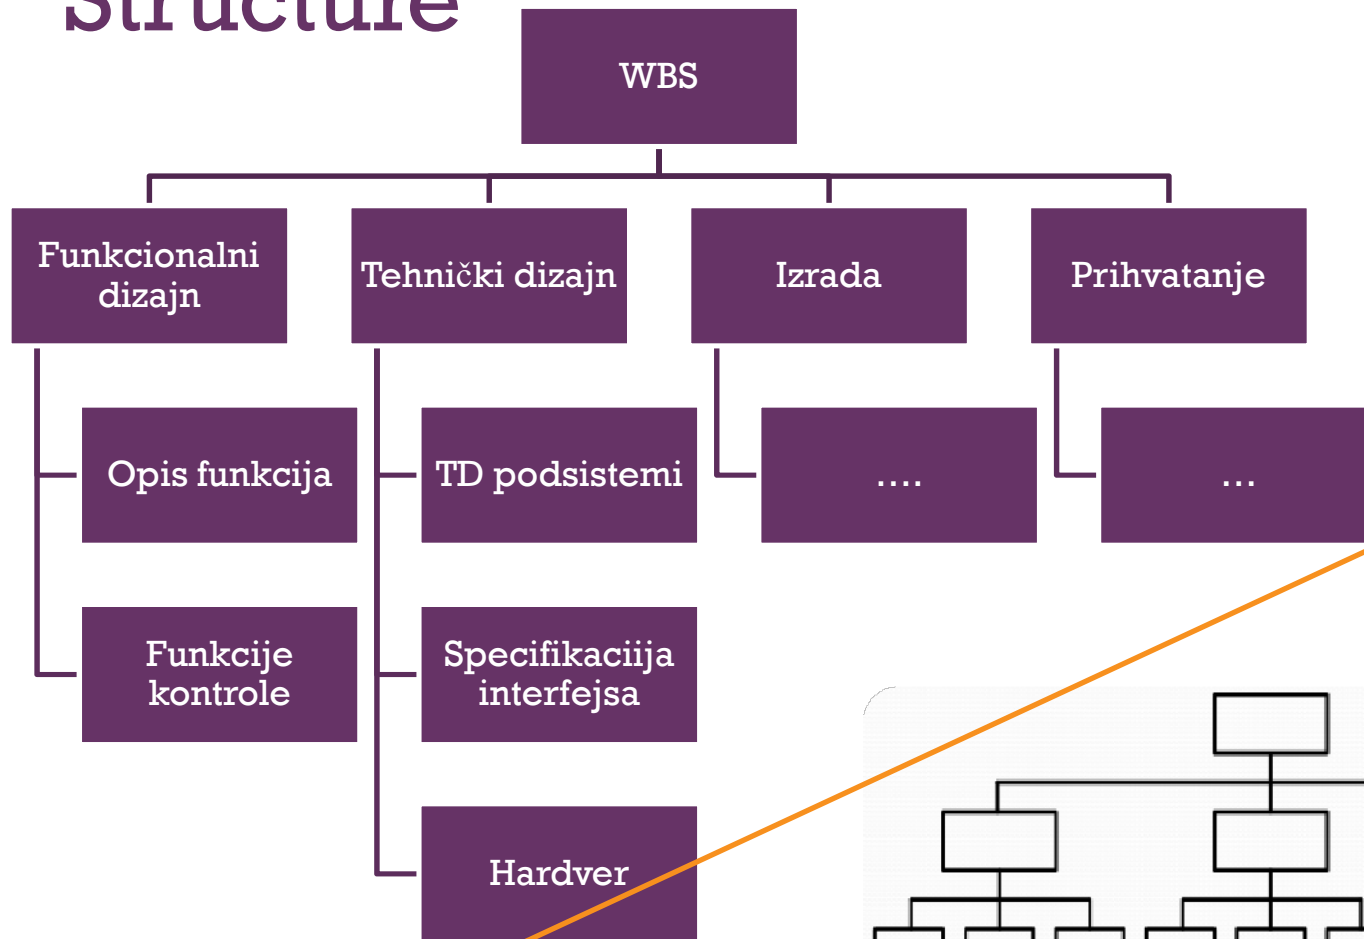 Structure
WBS
Funkcionalni
dizajn
Tehnički dizajn
Izrada
Prihvatanje
Opis funkcija
TD podsistemi
....
...
Funkcije
kontrole
Specifikaciija
interfejsa
Hardver